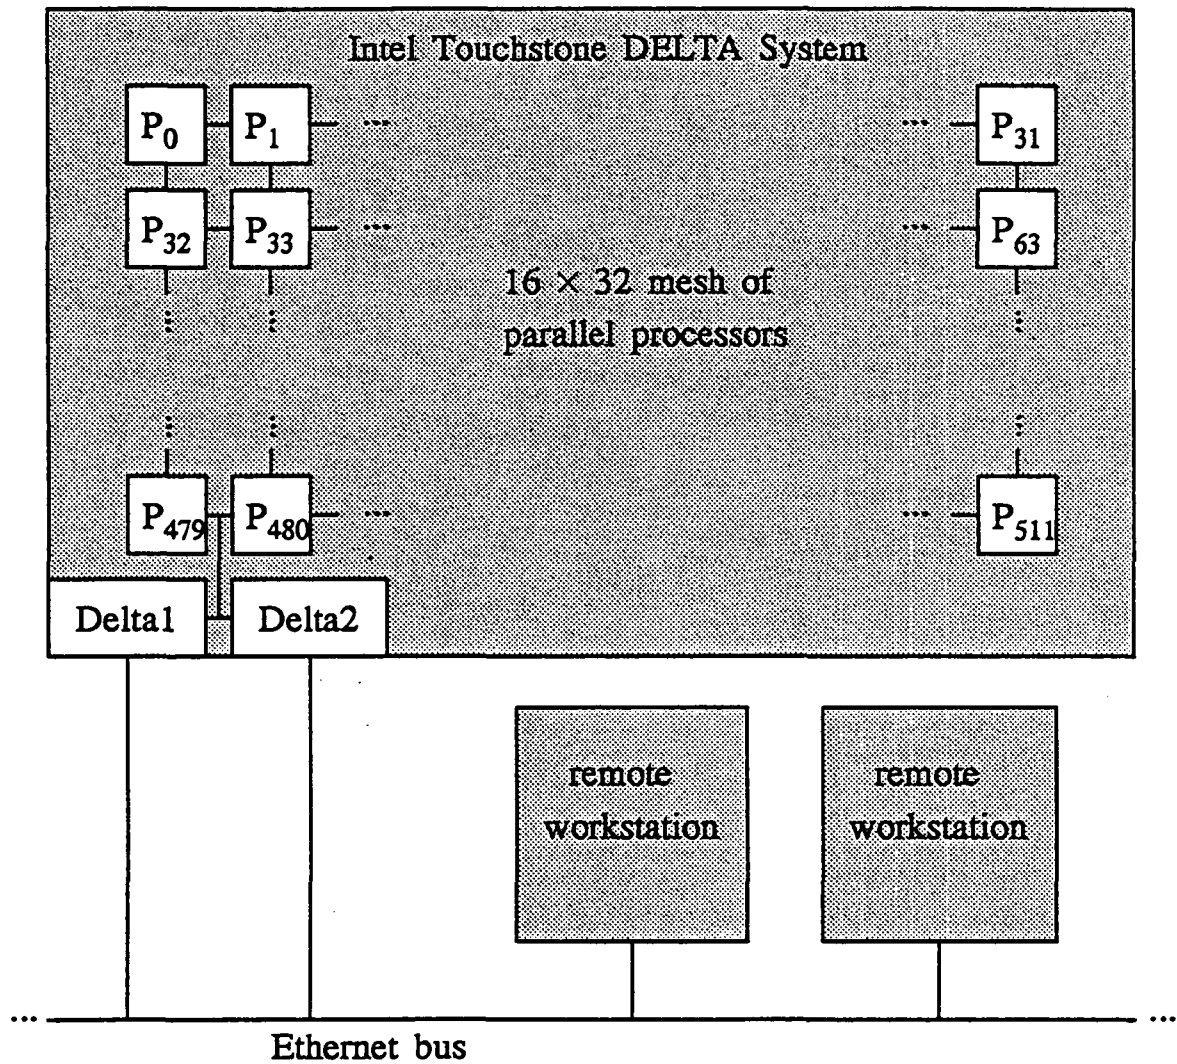 Intel Touchstone DELTA System
P0 P1 ... ... P31
P32 P33 ... ... P63
16 × 32 mesh of
parallel processors
P479 P480 ... ... P511
Delta1 Delta2
remote workstation
remote workstation
... ...
Ethernet bus